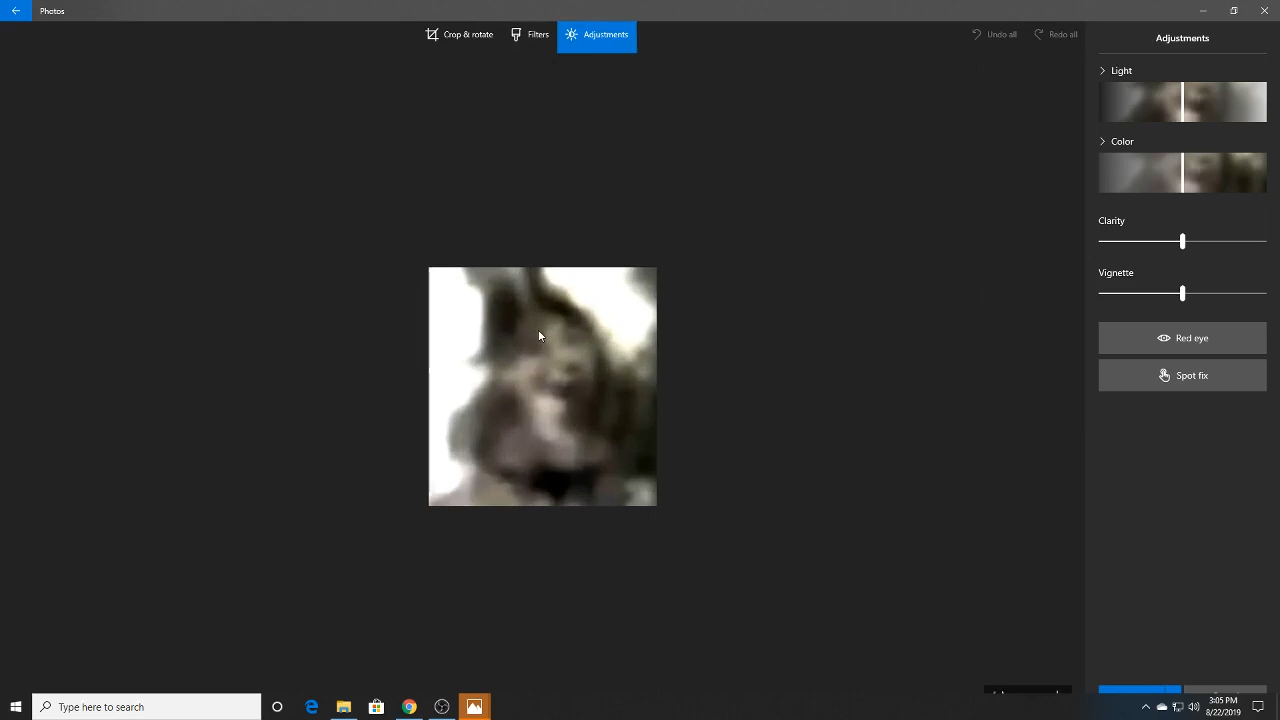 Photos
Crop & rotate
Filters
Adjustments
Undo all
Redo all
Adjustments
Light
Color
Clarity
Vignette
Red eye
Spot fix
Type here to search
3:05 PM
8/22/2019